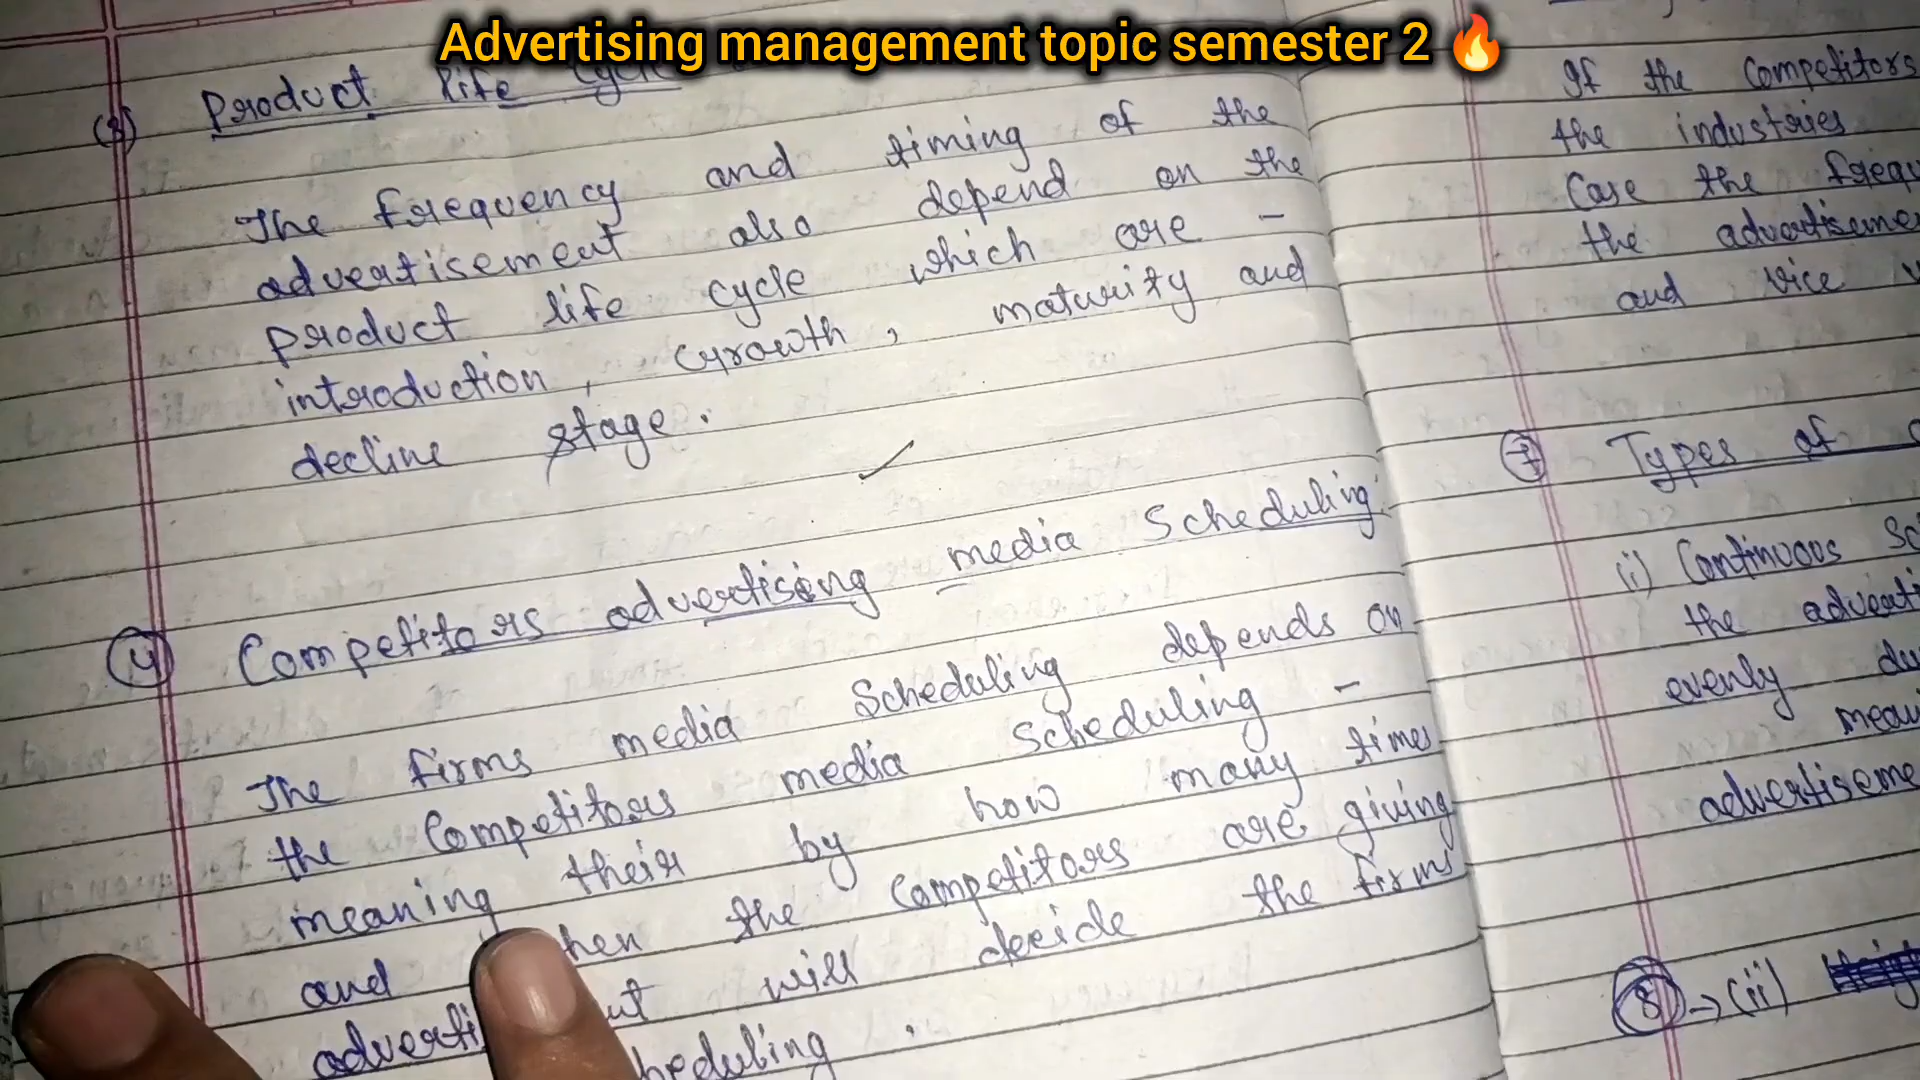 Advertising management topic semester 2 🔥
(3) Product life cycle
The frequency and timing of the
advertisement also depend on the
product life cycle which are -
introduction, Growth, maturity and
decline stage.
(4) Competitors advertising media Scheduling:
The firms media Scheduling depends on
the Competitors media Scheduling -
meaning their by how many times
and when the Competitors are giving
will decide the firms
If the Competitors
the industries
Case the
the
and vice
(7) Types of
(i) Continuous
the
evenly
(8) → (ii)